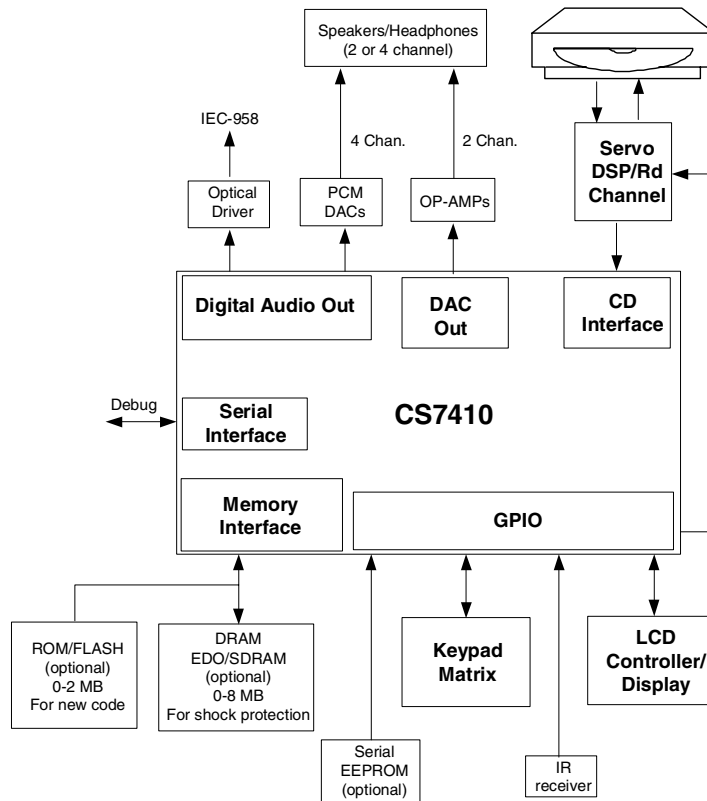 Speakers/Headphones
(2 or 4 channel)
IEC-958
4 Chan.
2 Chan.
Servo
DSP/Rd
Channel
Optical
Driver
PCM
DACs
OP-AMPs
Digital Audio Out
DAC
Out
CD
Interface
Debug
Serial
Interface
CS7410
Memory
Interface
GPIO
ROM/FLASH
(optional)
0-2 MB
For new code
DRAM
EDO/SDRAM
(optional)
0-8 MB
For shock protection
Keypad
Matrix
LCD
Controller/
Display
Serial
EEPROM
(optional)
IR
receiver